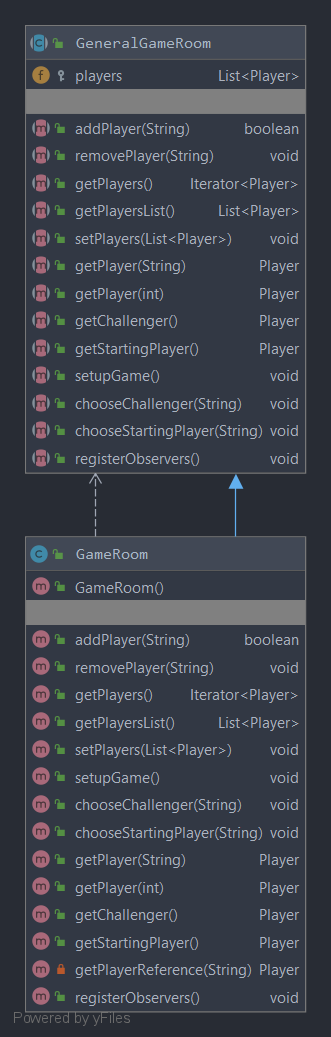 GeneralGameRoom
players List<Player>
addPlayer(String) boolean
removePlayer(String) void
getPlayers() Iterator<Player>
getPlayersList() List<Player>
setPlayers(List<Player>) void
getPlayer(String) Player
getPlayer(int) Player
getChallenger() Player
getStartingPlayer() Player
setupGame() void
chooseChallenger(String) void
chooseStartingPlayer(String) void
registerObservers() void
GameRoom
GameRoom()
addPlayer(String) boolean
removePlayer(String) void
getPlayers() Iterator<Player>
getPlayersList() List<Player>
setPlayers(List<Player>) void
setupGame() void
chooseChallenger(String) void
chooseStartingPlayer(String) void
getPlayer(String) Player
getPlayer(int) Player
getChallenger() Player
getStartingPlayer() Player
getPlayerReference(String) Player
registerObservers() void
Powered by yFiles